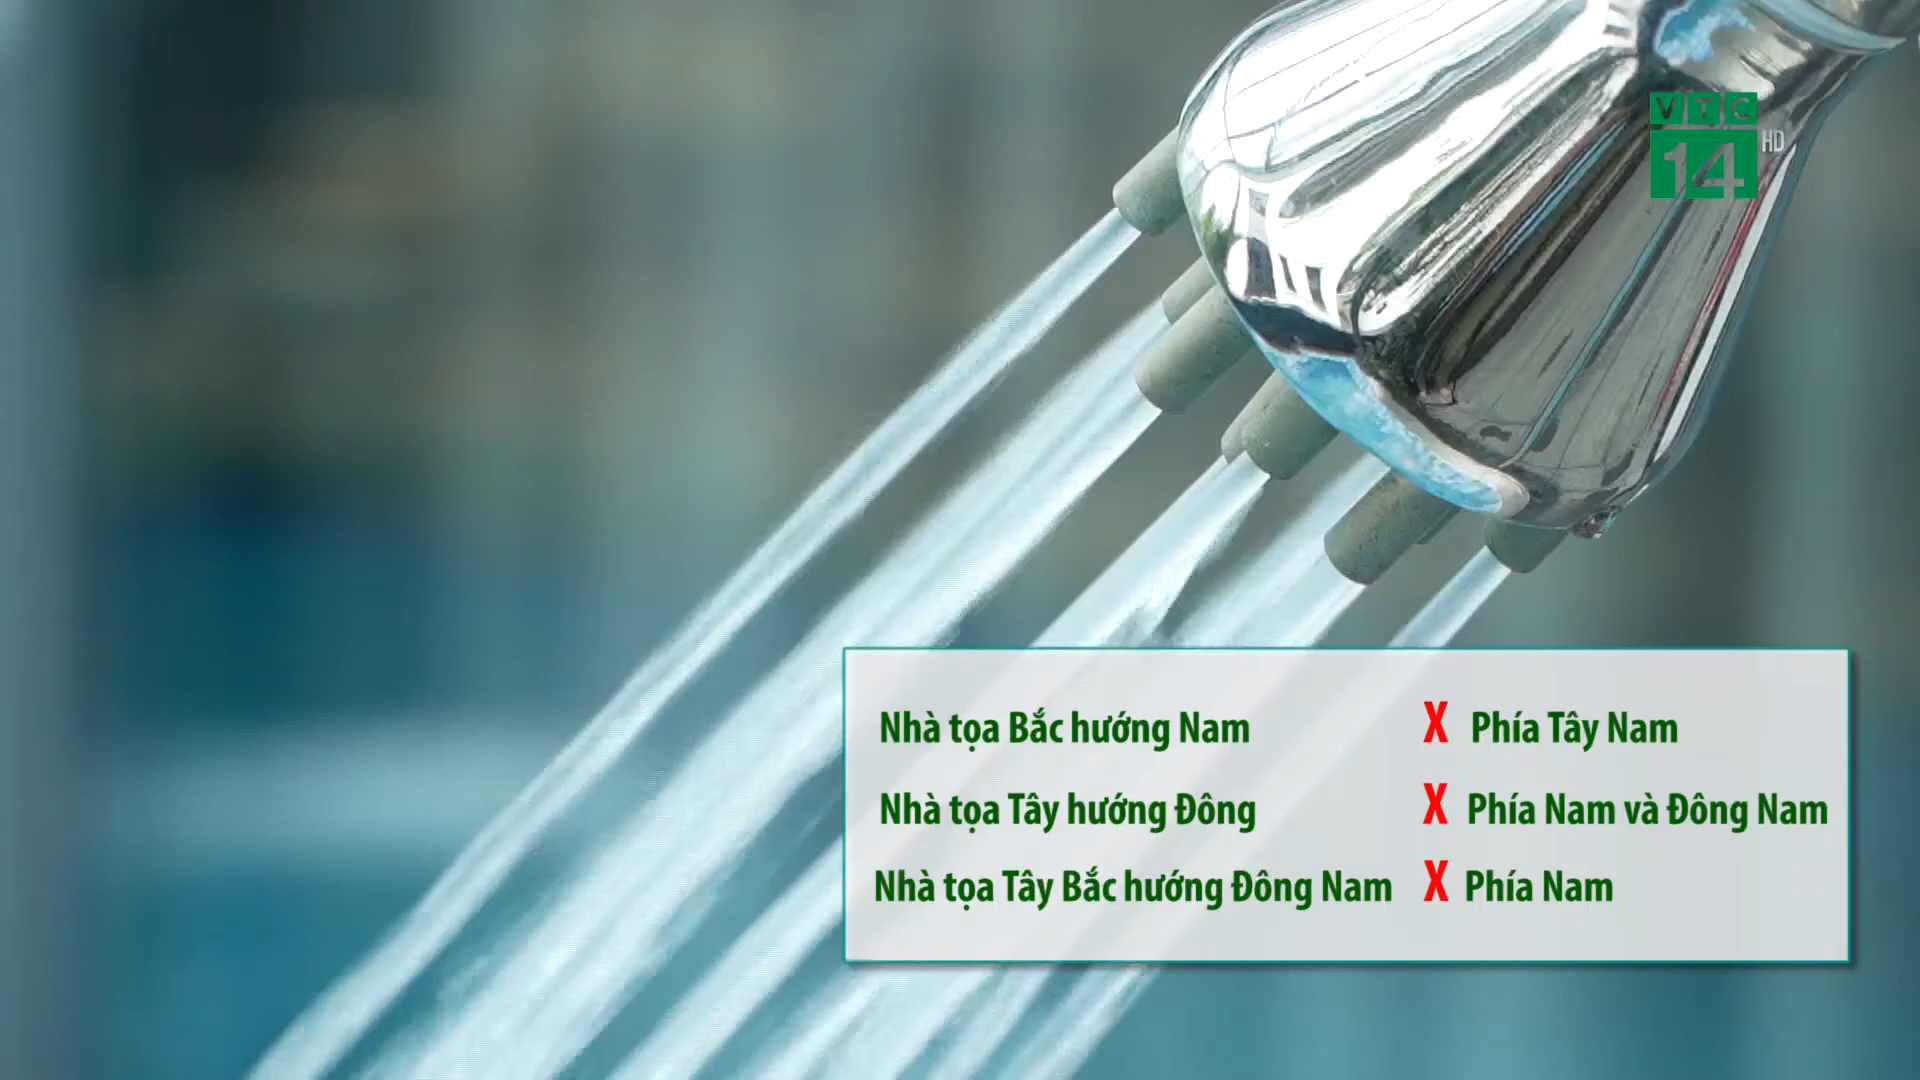 VTC
14 HD
Nhà tọa Bắc hướng Nam X Phía Tây Nam
Nhà tọa Tây hướng Đông X Phía Nam và Đông Nam
Nhà tọa Tây Bắc hướng Đông Nam X Phía Nam